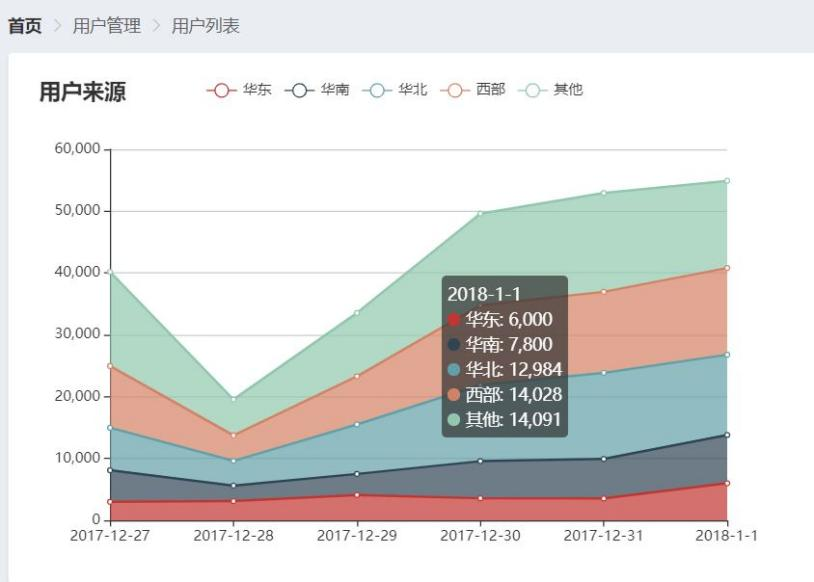 首页 > 用户管理 > 用户列表
用户来源
华东 华南 华北 西部 其他
60,000
50,000
40,000
30,000
20,000
10,000
0
2018-1-1
华东: 6,000
华南: 7,800
华北: 12,984
西部: 14,028
其他: 14,091
2017-12-27 2017-12-28 2017-12-29 2017-12-30 2017-12-31 2018-1-1